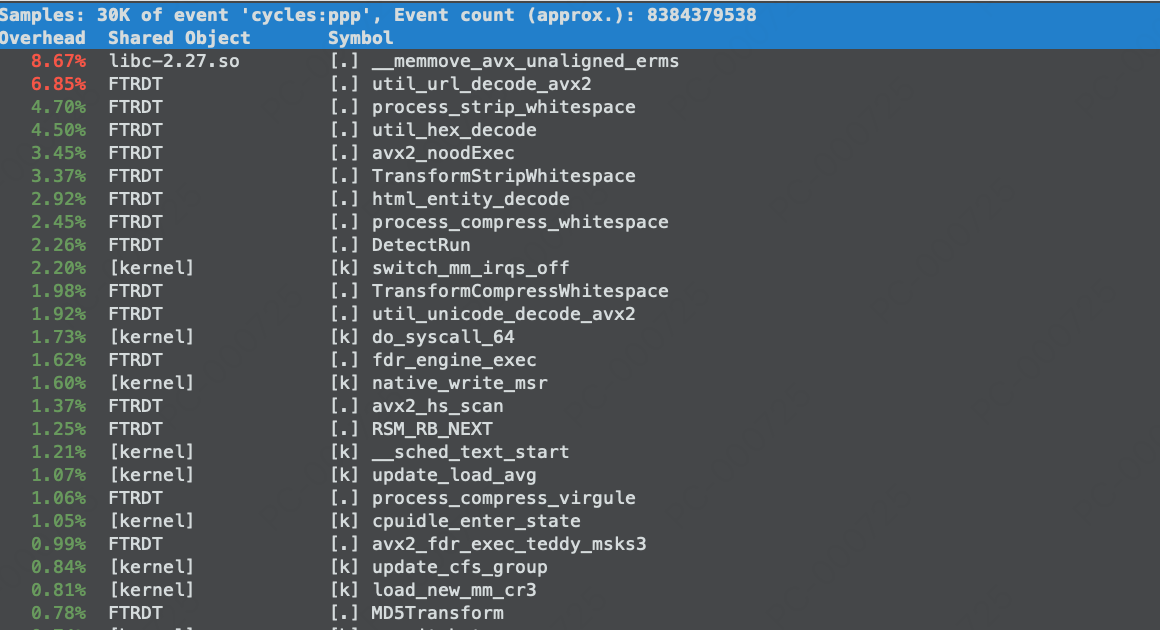 Samples: 30K of event 'cycles:ppp', Event count (approx.): 8384379538
Overhead  Shared Object        Symbol
8.67%  libc-2.27.so         [.] __memmove_avx_unaligned_erms
6.85%  FTRDT                [.] util_url_decode_avx2
4.70%  FTRDT                [.] process_strip_whitespace
4.50%  FTRDT                [.] util_hex_decode
3.45%  FTRDT                [.] avx2_noodExec
3.37%  FTRDT                [.] TransformStripWhitespace
2.92%  FTRDT                [.] html_entity_decode
2.45%  FTRDT                [.] process_compress_whitespace
2.26%  FTRDT                [.] DetectRun
2.20%  [kernel]             [k] switch_mm_irqs_off
1.98%  FTRDT                [.] TransformCompressWhitespace
1.92%  FTRDT                [.] util_unicode_decode_avx2
1.73%  [kernel]             [k] do_syscall_64
1.62%  FTRDT                [.] fdr_engine_exec
1.60%  [kernel]             [k] native_write_msr
1.37%  FTRDT                [.] avx2_hs_scan
1.25%  FTRDT                [.] RSM_RB_NEXT
1.21%  [kernel]             [k] __sched_text_start
1.07%  [kernel]             [k] update_load_avg
1.06%  FTRDT                [.] process_compress_virgule
1.05%  [kernel]             [k] cpuidle_enter_state
0.99%  FTRDT                [.] avx2_fdr_exec_teddy_msks3
0.84%  [kernel]             [k] update_cfs_group
0.81%  [kernel]             [k] load_new_mm_cr3
0.78%  FTRDT                [.] MD5Transform